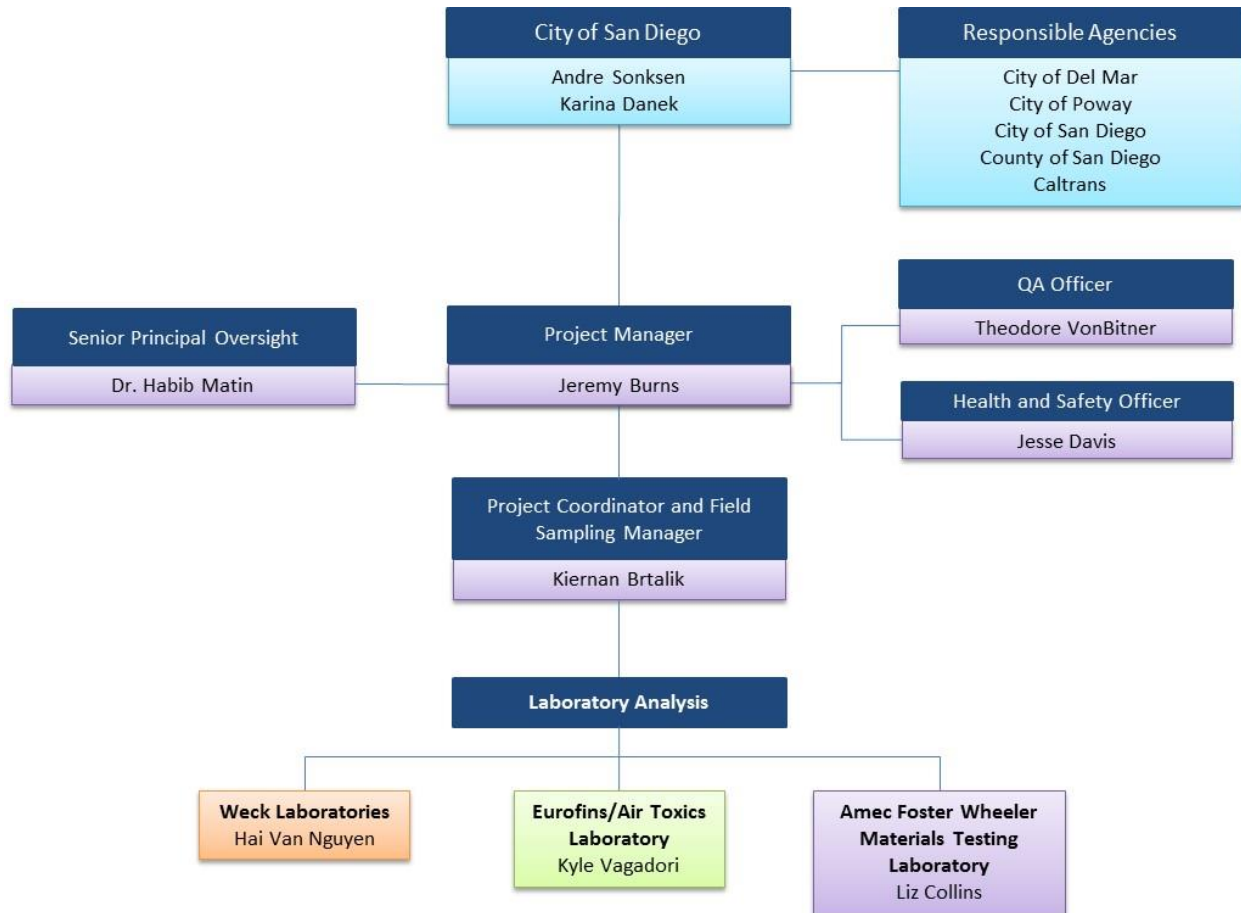 City of San Diego
Andre Sonksen
Karina Danek
Responsible Agencies
City of Del Mar
City of Poway
City of San Diego
County of San Diego
Caltrans
Senior Principal Oversight
Dr. Habib Matin
Project Manager
Jeremy Burns
QA Officer
Theodore VonBitner
Health and Safety Officer
Jesse Davis
Project Coordinator and Field
Sampling Manager
Kiernan Brtalik
Laboratory Analysis
Weck Laboratories
Hai Van Nguyen
Eurofins/Air Toxics
Laboratory
Kyle Vagadori
Amec Foster Wheeler
Materials Testing
Laboratory
Liz Collins